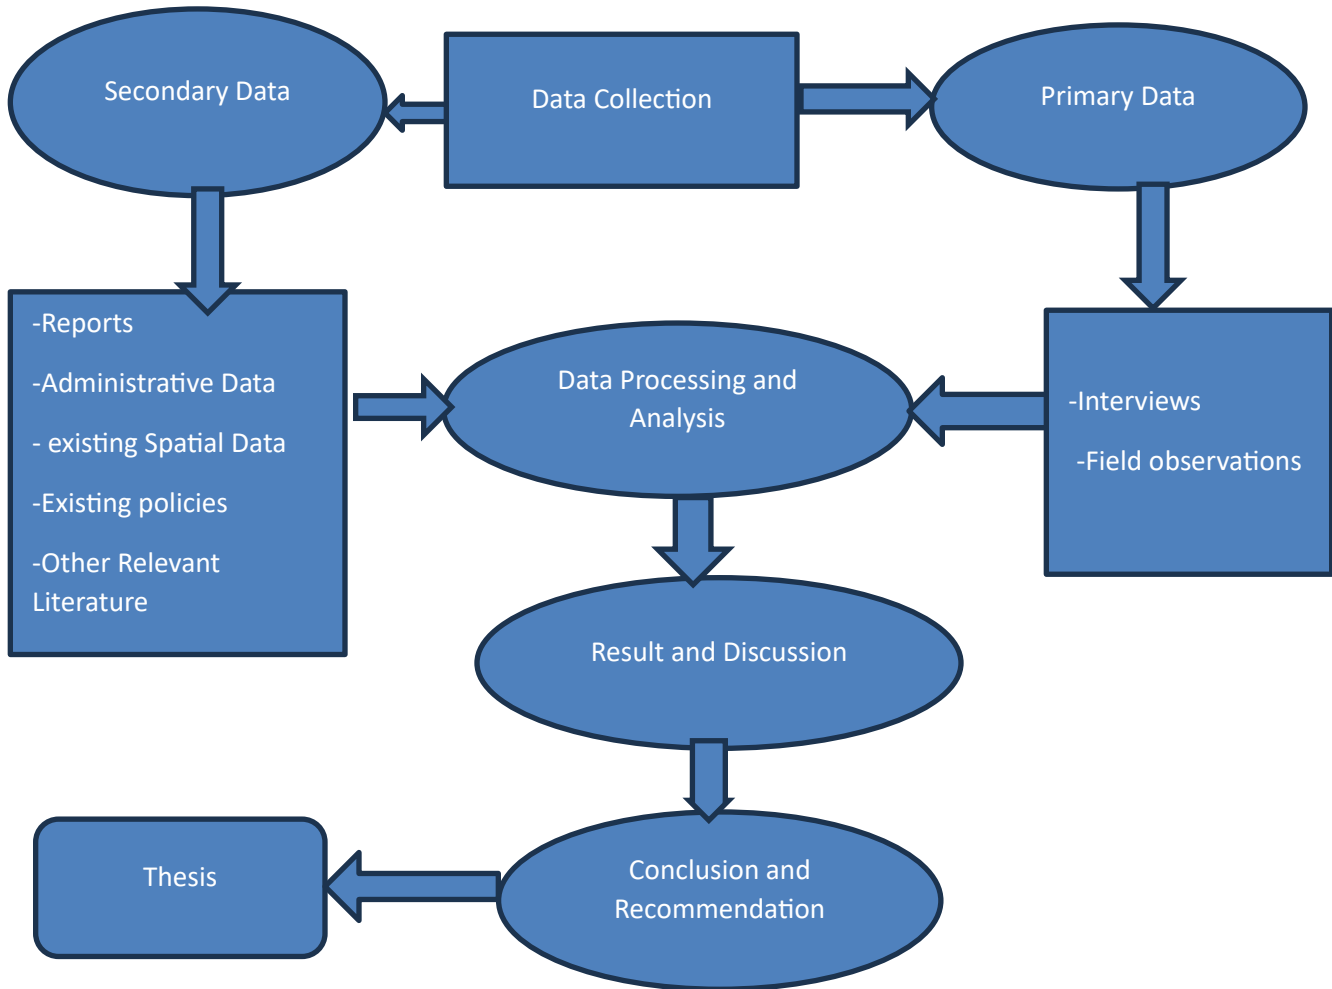 Secondary Data
Data Collection
Primary Data
-Reports
-Administrative Data
- existing Spatial Data
-Existing policies
-Other Relevant
Literature
Data Processing and
Analysis
-Interviews
-Field observations
Result and Discussion
Conclusion and
Recommendation
Thesis